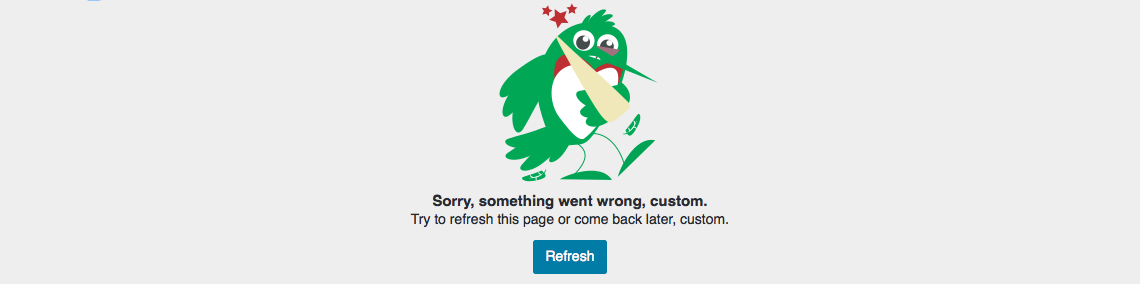 Sorry, something went wrong, custom.
Try to refresh this page or come back later, custom.
Refresh